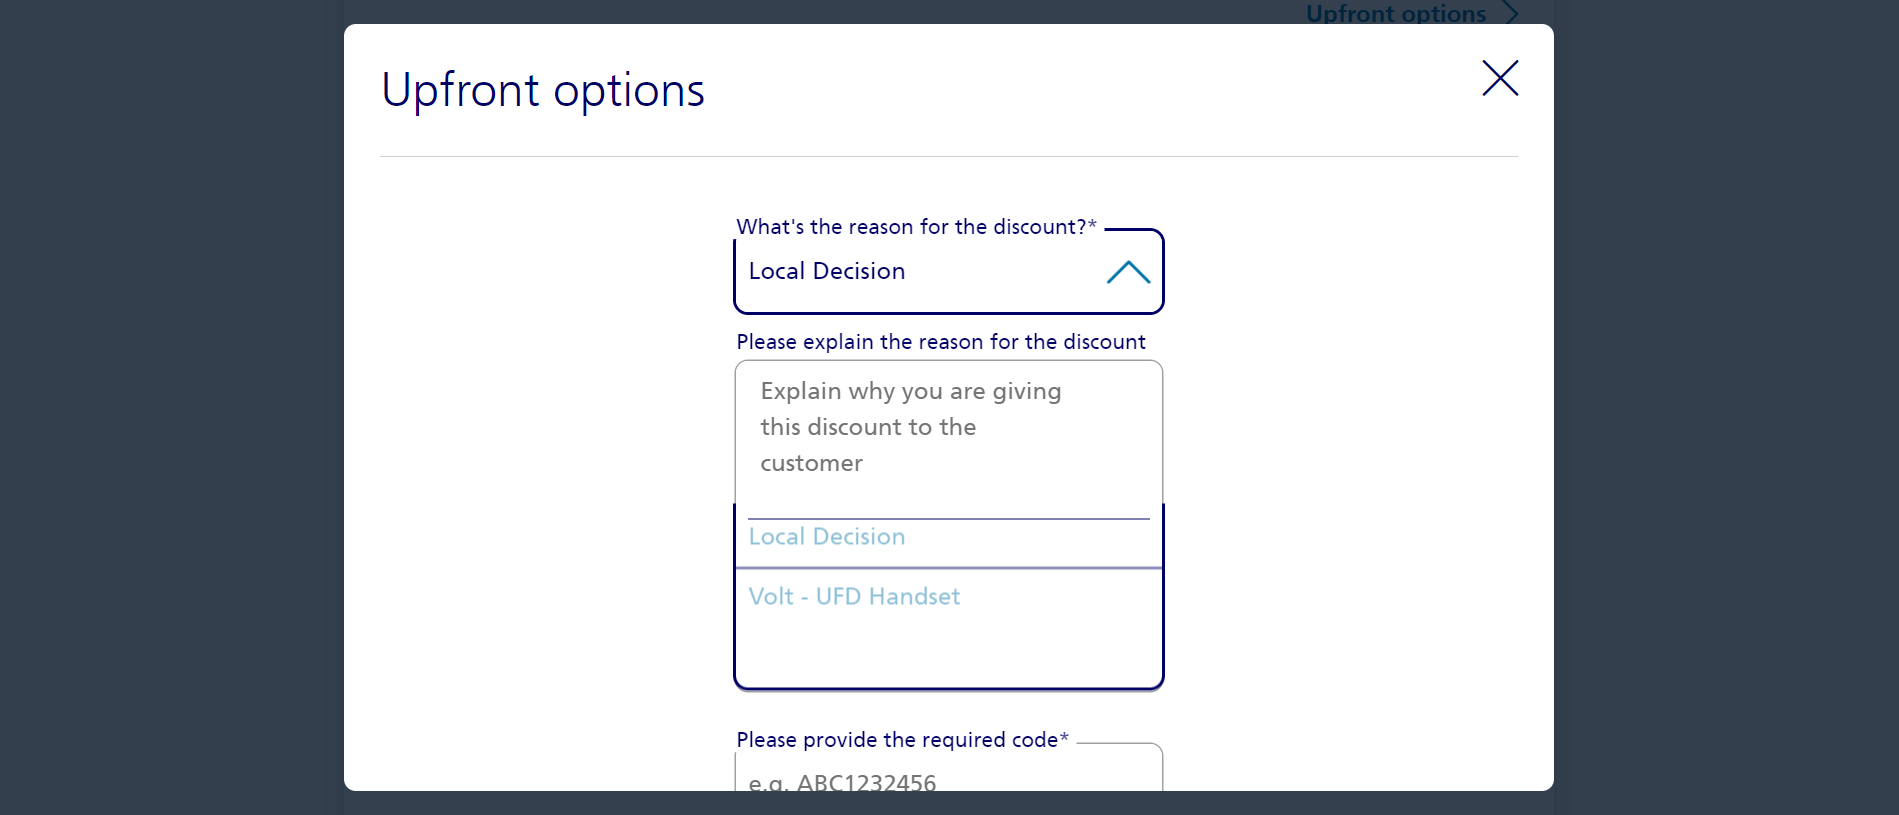 Upfront options
Upfront options
What's the reason for the discount?*
Local Decision
Please explain the reason for the discount
Explain why you are giving
this discount to the
customer
Local Decision
Volt - UFD Handset
Please provide the required code*
e.g. ABC1232456